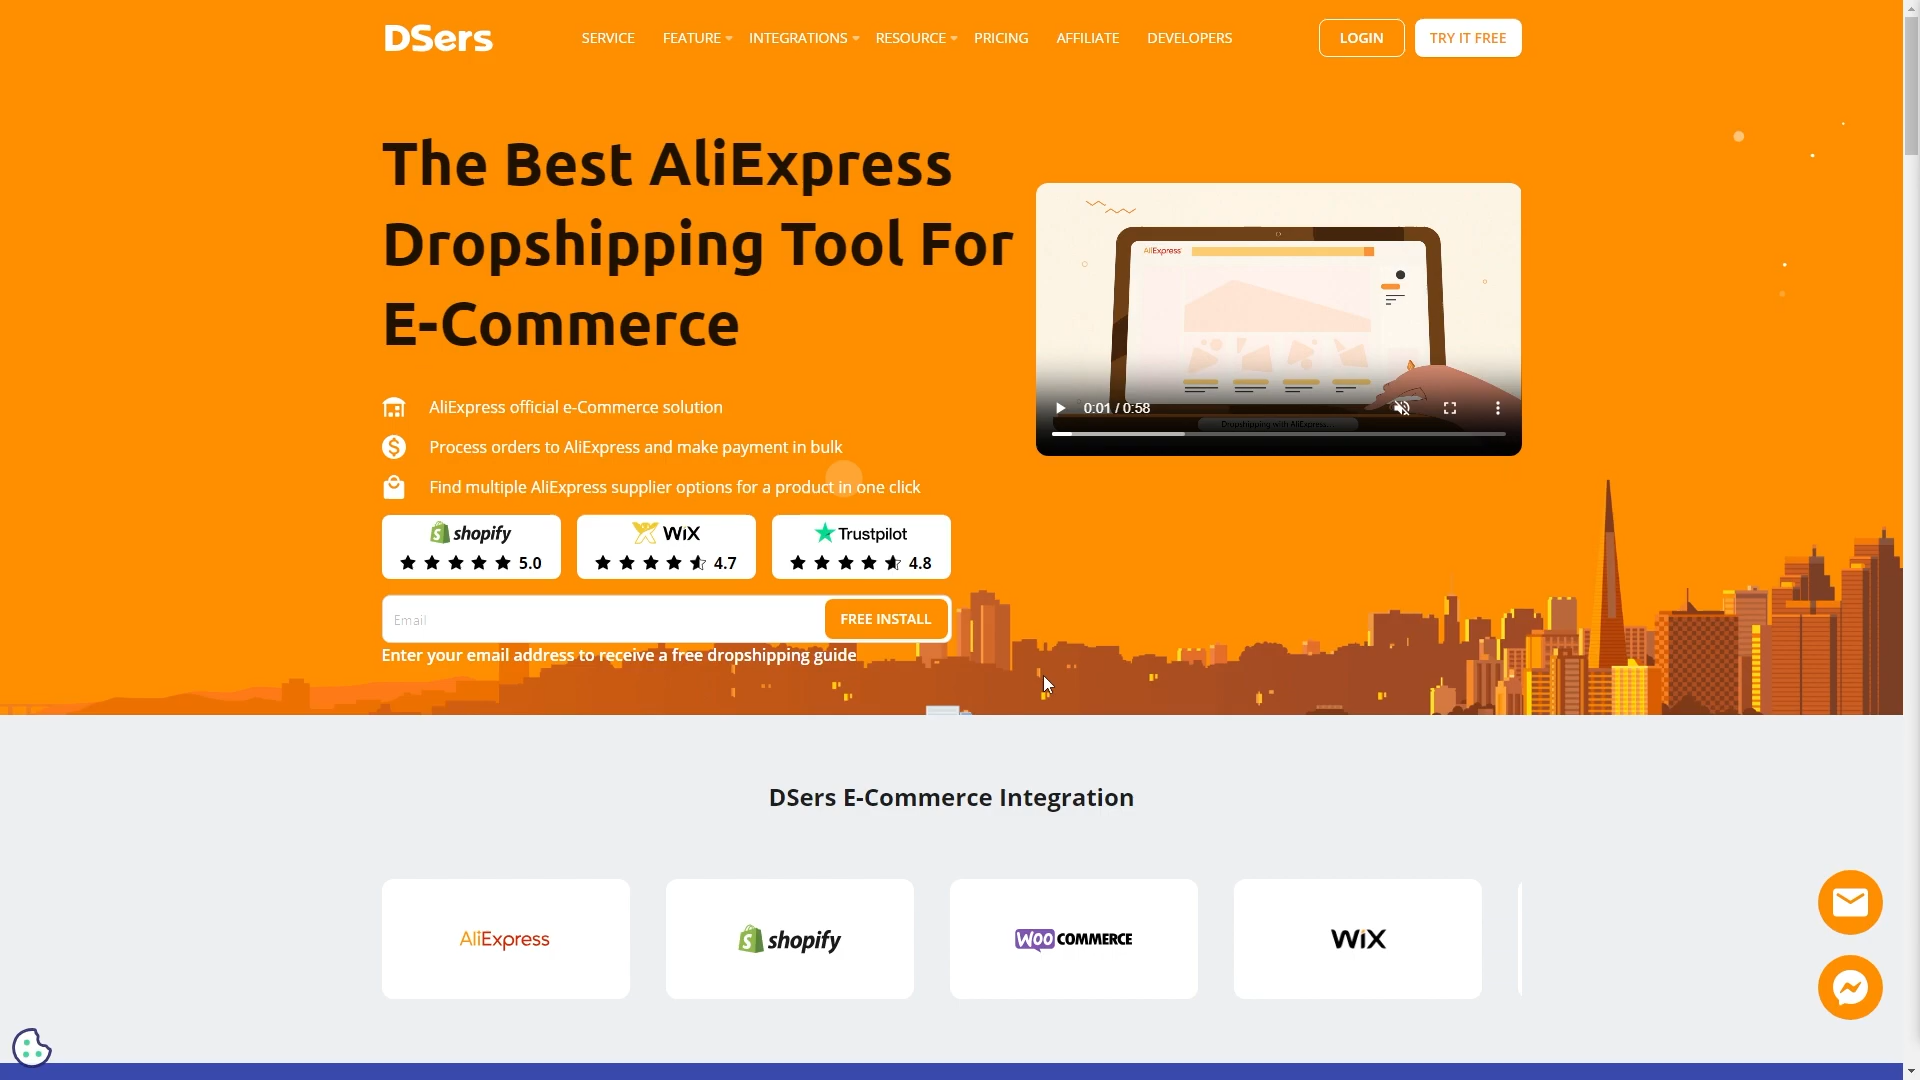 DSers
SERVICE
FEATURE
INTEGRATIONS
RESOURCE
PRICING
AFFILIATE
DEVELOPERS
LOGIN
TRY IT FREE
The Best AliExpress
Dropshipping Tool For
E-Commerce
AliExpress
0:01 / 0:58
Dropshipping with AliExpress.
AliExpress official e-Commerce solution
Process orders to AliExpress and make payment in bulk
Find multiple AliExpress supplier options for a product in one click
shopify
5.0
WiX
4.7
Trustpilot
4.8
Email
FREE INSTALL
Enter your email address to receive a free dropshipping guide
DSers E-Commerce Integration
AliExpress
shopify
WOO COMMERCE
WiX